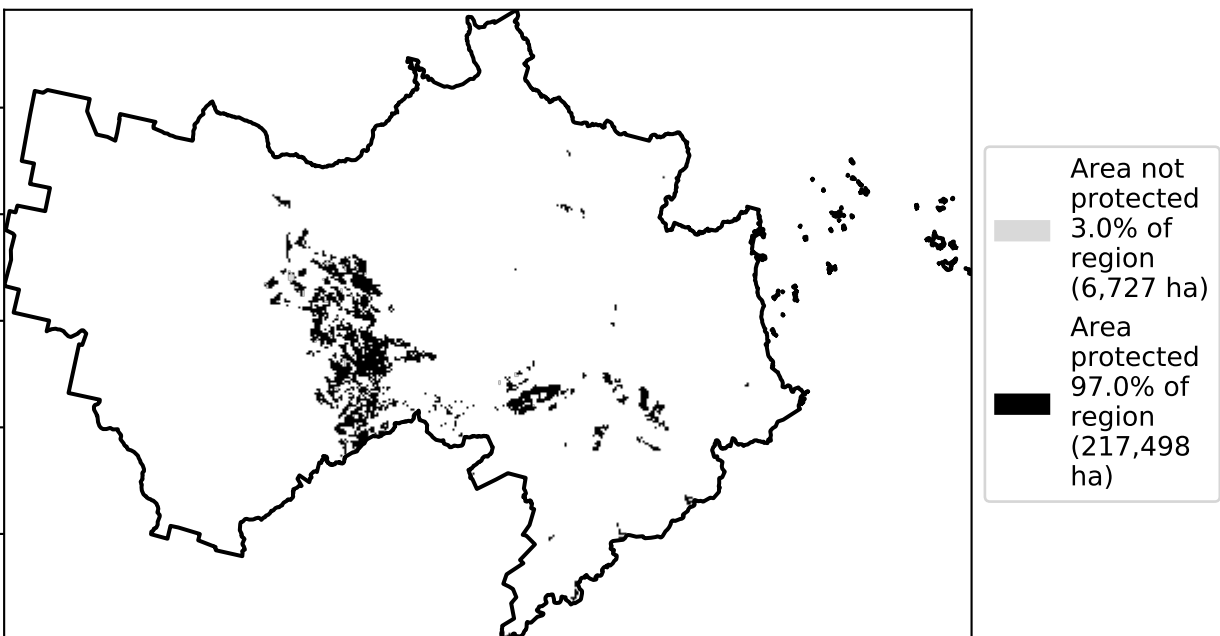 Area not
protected
3.0% of
region
(6,727 ha)
Area
protected
97.0% of
region
(217,498
ha)